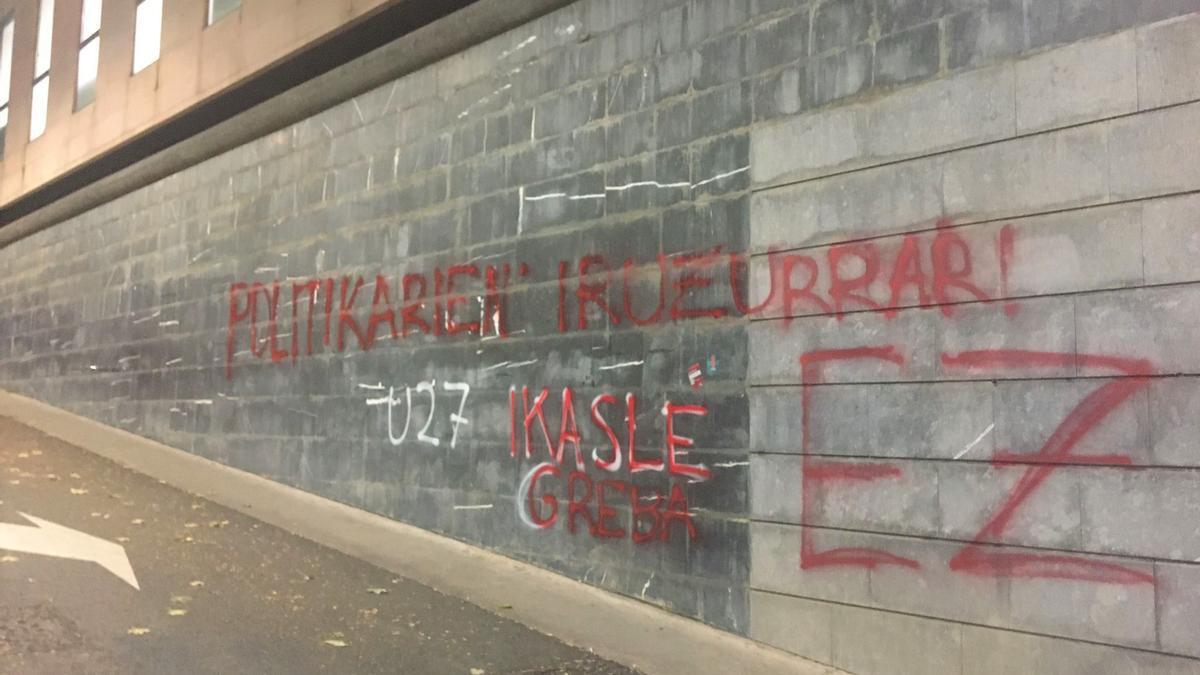 POLITIKARIEN IRUZURRARI
EZ
U27 IKASLE
GREBA